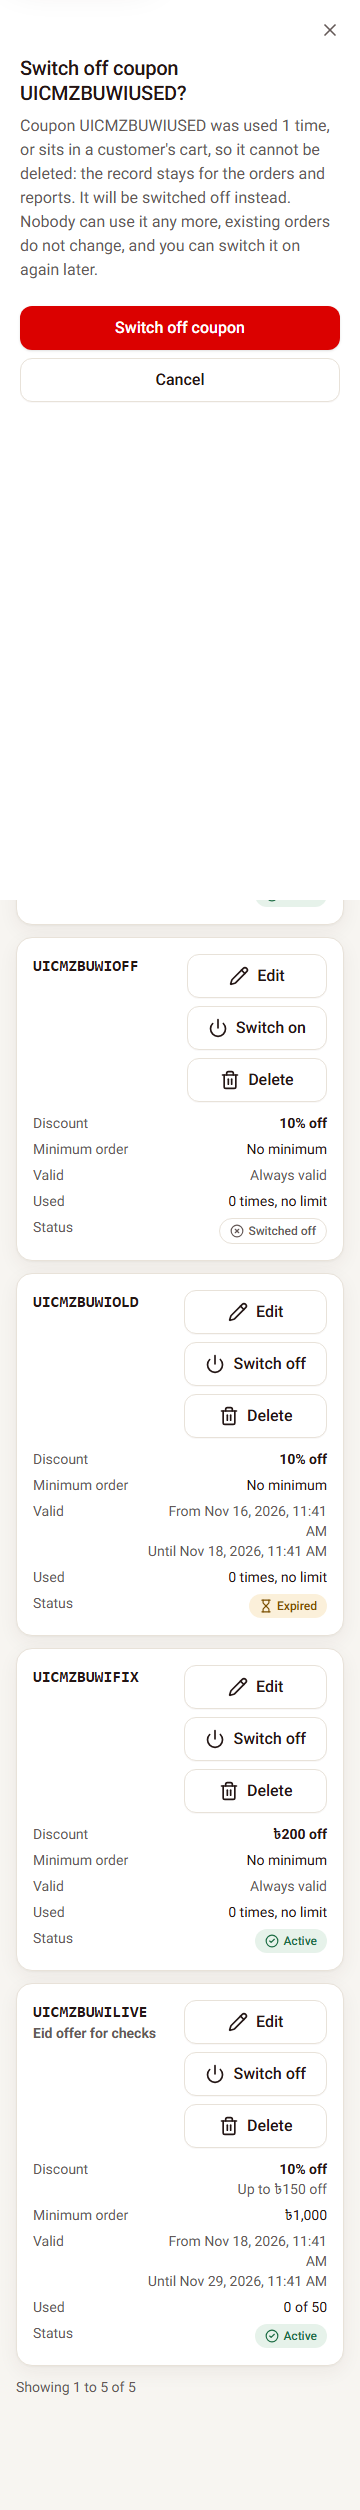 Switch off coupon
UICMZBUWIUSED?
Coupon UICMZBUWIUSED was used 1 time,
or sits in a customer's cart, so it cannot be
deleted: the record stays for the orders and
reports. It will be switched off instead.
Nobody can use it any more, existing orders
do not change, and you can switch it on
again later.
Switch off coupon
Cancel
UICMZBUWIOFF
Edit
Switch on
Delete
Discount 10% off
Minimum order No minimum
Valid Always valid
Used 0 times, no limit
Status Switched off
UICMZBUWIOLD
Edit
Switch off
Delete
Discount 10% off
Minimum order No minimum
Valid From Nov 16, 2026, 11:41
AM
Until Nov 18, 2026, 11:41 AM
Used 0 times, no limit
Status Expired
UICMZBUWIFIX
Edit
Switch off
Delete
Discount ৳200 off
Minimum order No minimum
Valid Always valid
Used 0 times, no limit
Status Active
UICMZBUWILIVE
Eid offer for checks
Edit
Switch off
Delete
Discount 10% off
Up to ৳150 off
Minimum order ৳1,000
Valid From Nov 18, 2026, 11:41
AM
Until Nov 29, 2026, 11:41 AM
Used 0 of 50
Status Active
Showing 1 to 5 of 5